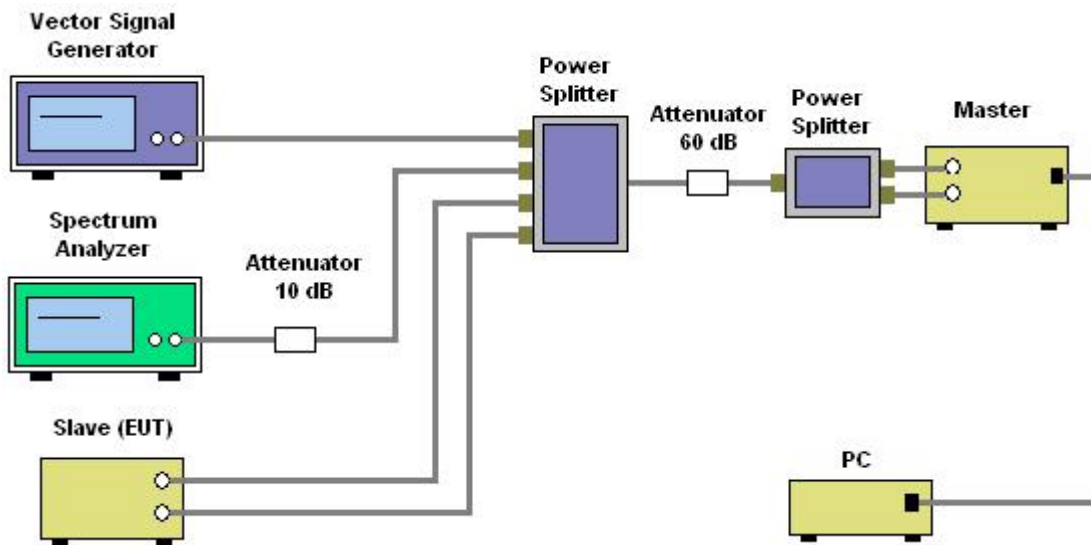 Vector Signal
Generator
Power
Splitter
Attenuator
60 dB
Power
Splitter
Master
Spectrum
Analyzer
Attenuator
10 dB
Slave (EUT)
PC